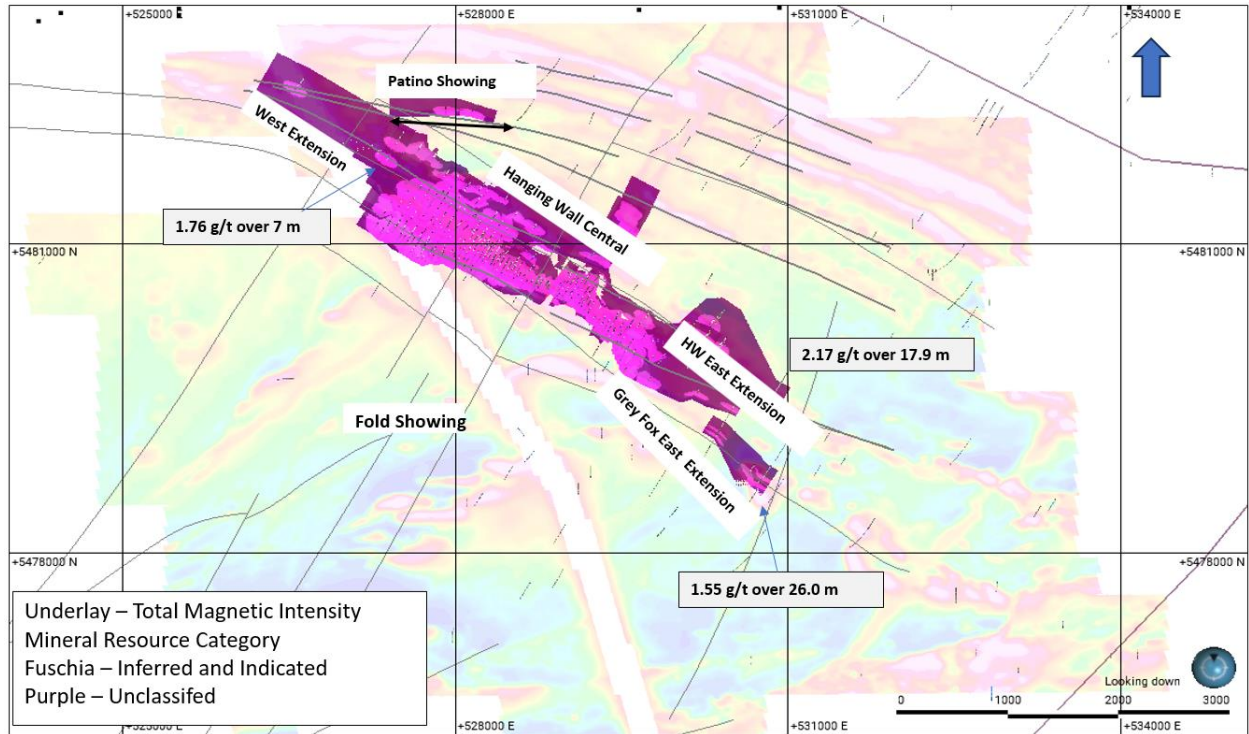 +525000 E
+528000 E
+531000 E
+534000 E
Patino Showing
West Extension
Hanging Wall Central
1.76 g/t over 7 m
+5481000 N
+5481000 N
HW East Extension
2.17 g/t over 17.9 m
Grey Fox East Extension
Fold Showing
+5478000 N
+5478000 N
1.55 g/t over 26.0 m
Underlay – Total Magnetic Intensity
Mineral Resource Category
Fuschia – Inferred and Indicated
Purple – Unclassifed
Looking down
0 1000 2000 3000
+525000 E
+528000 E
+531000 E
+534000 E